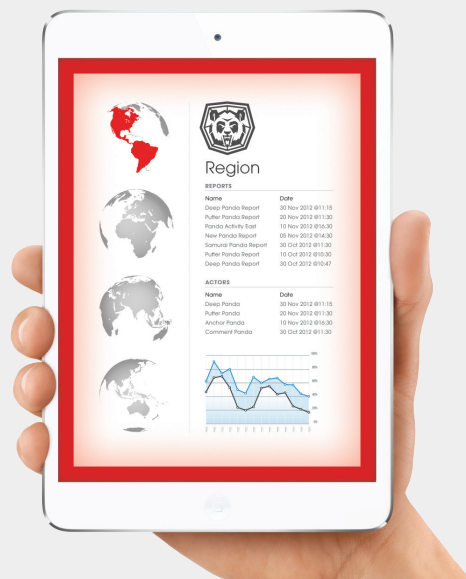 Region
REPORTS
Name Date
Deep Panda Report 30 Nov 2012 @11:15
Putter Panda Report 20 Nov 2012 @11:30
Panda Activity East 10 Nov 2012 @16:30
New Panda Report 05 Nov 2012 @14:30
Samurai Panda Report 30 Oct 2012 @11:30
Putter Panda Report 10 Oct 2012 @10:30
Deep Panda Report 30 Oct 2012 @10:47
ACTORS
Name Date
Deep Panda 30 Nov 2012 @11:15
Putter Panda 20 Nov 2012 @11:30
Anchor Panda 10 Nov 2012 @16:30
Comment Panda 30 Oct 2012 @11:30